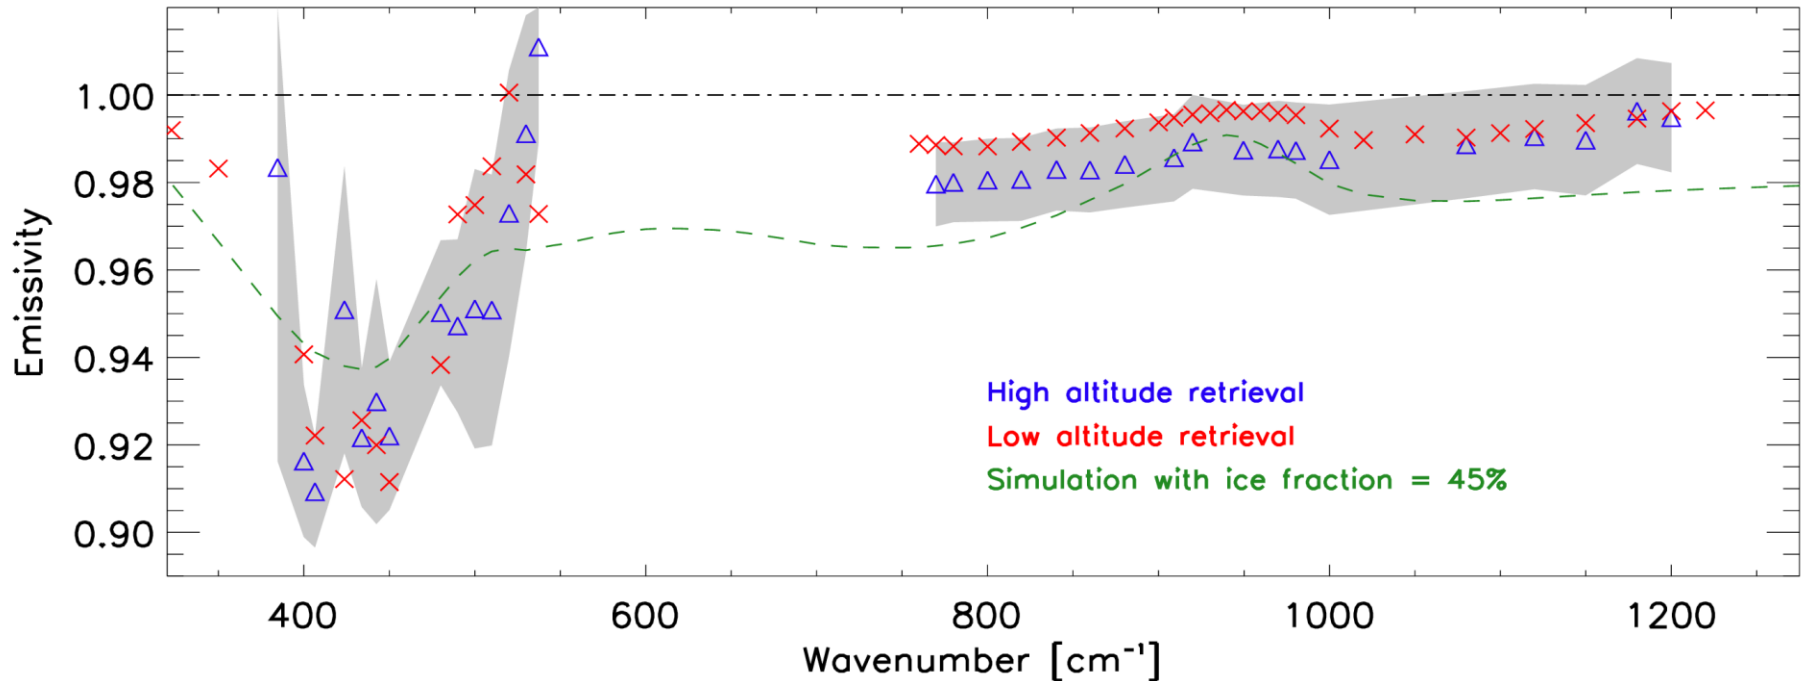 1.00
0.98
0.96
0.94
0.92
0.90
Emissivity
High altitude retrieval
Low altitude retrieval
Simulation with ice fraction = 45%
400 600 800 1000 1200
Wavenumber [cm⁻¹]